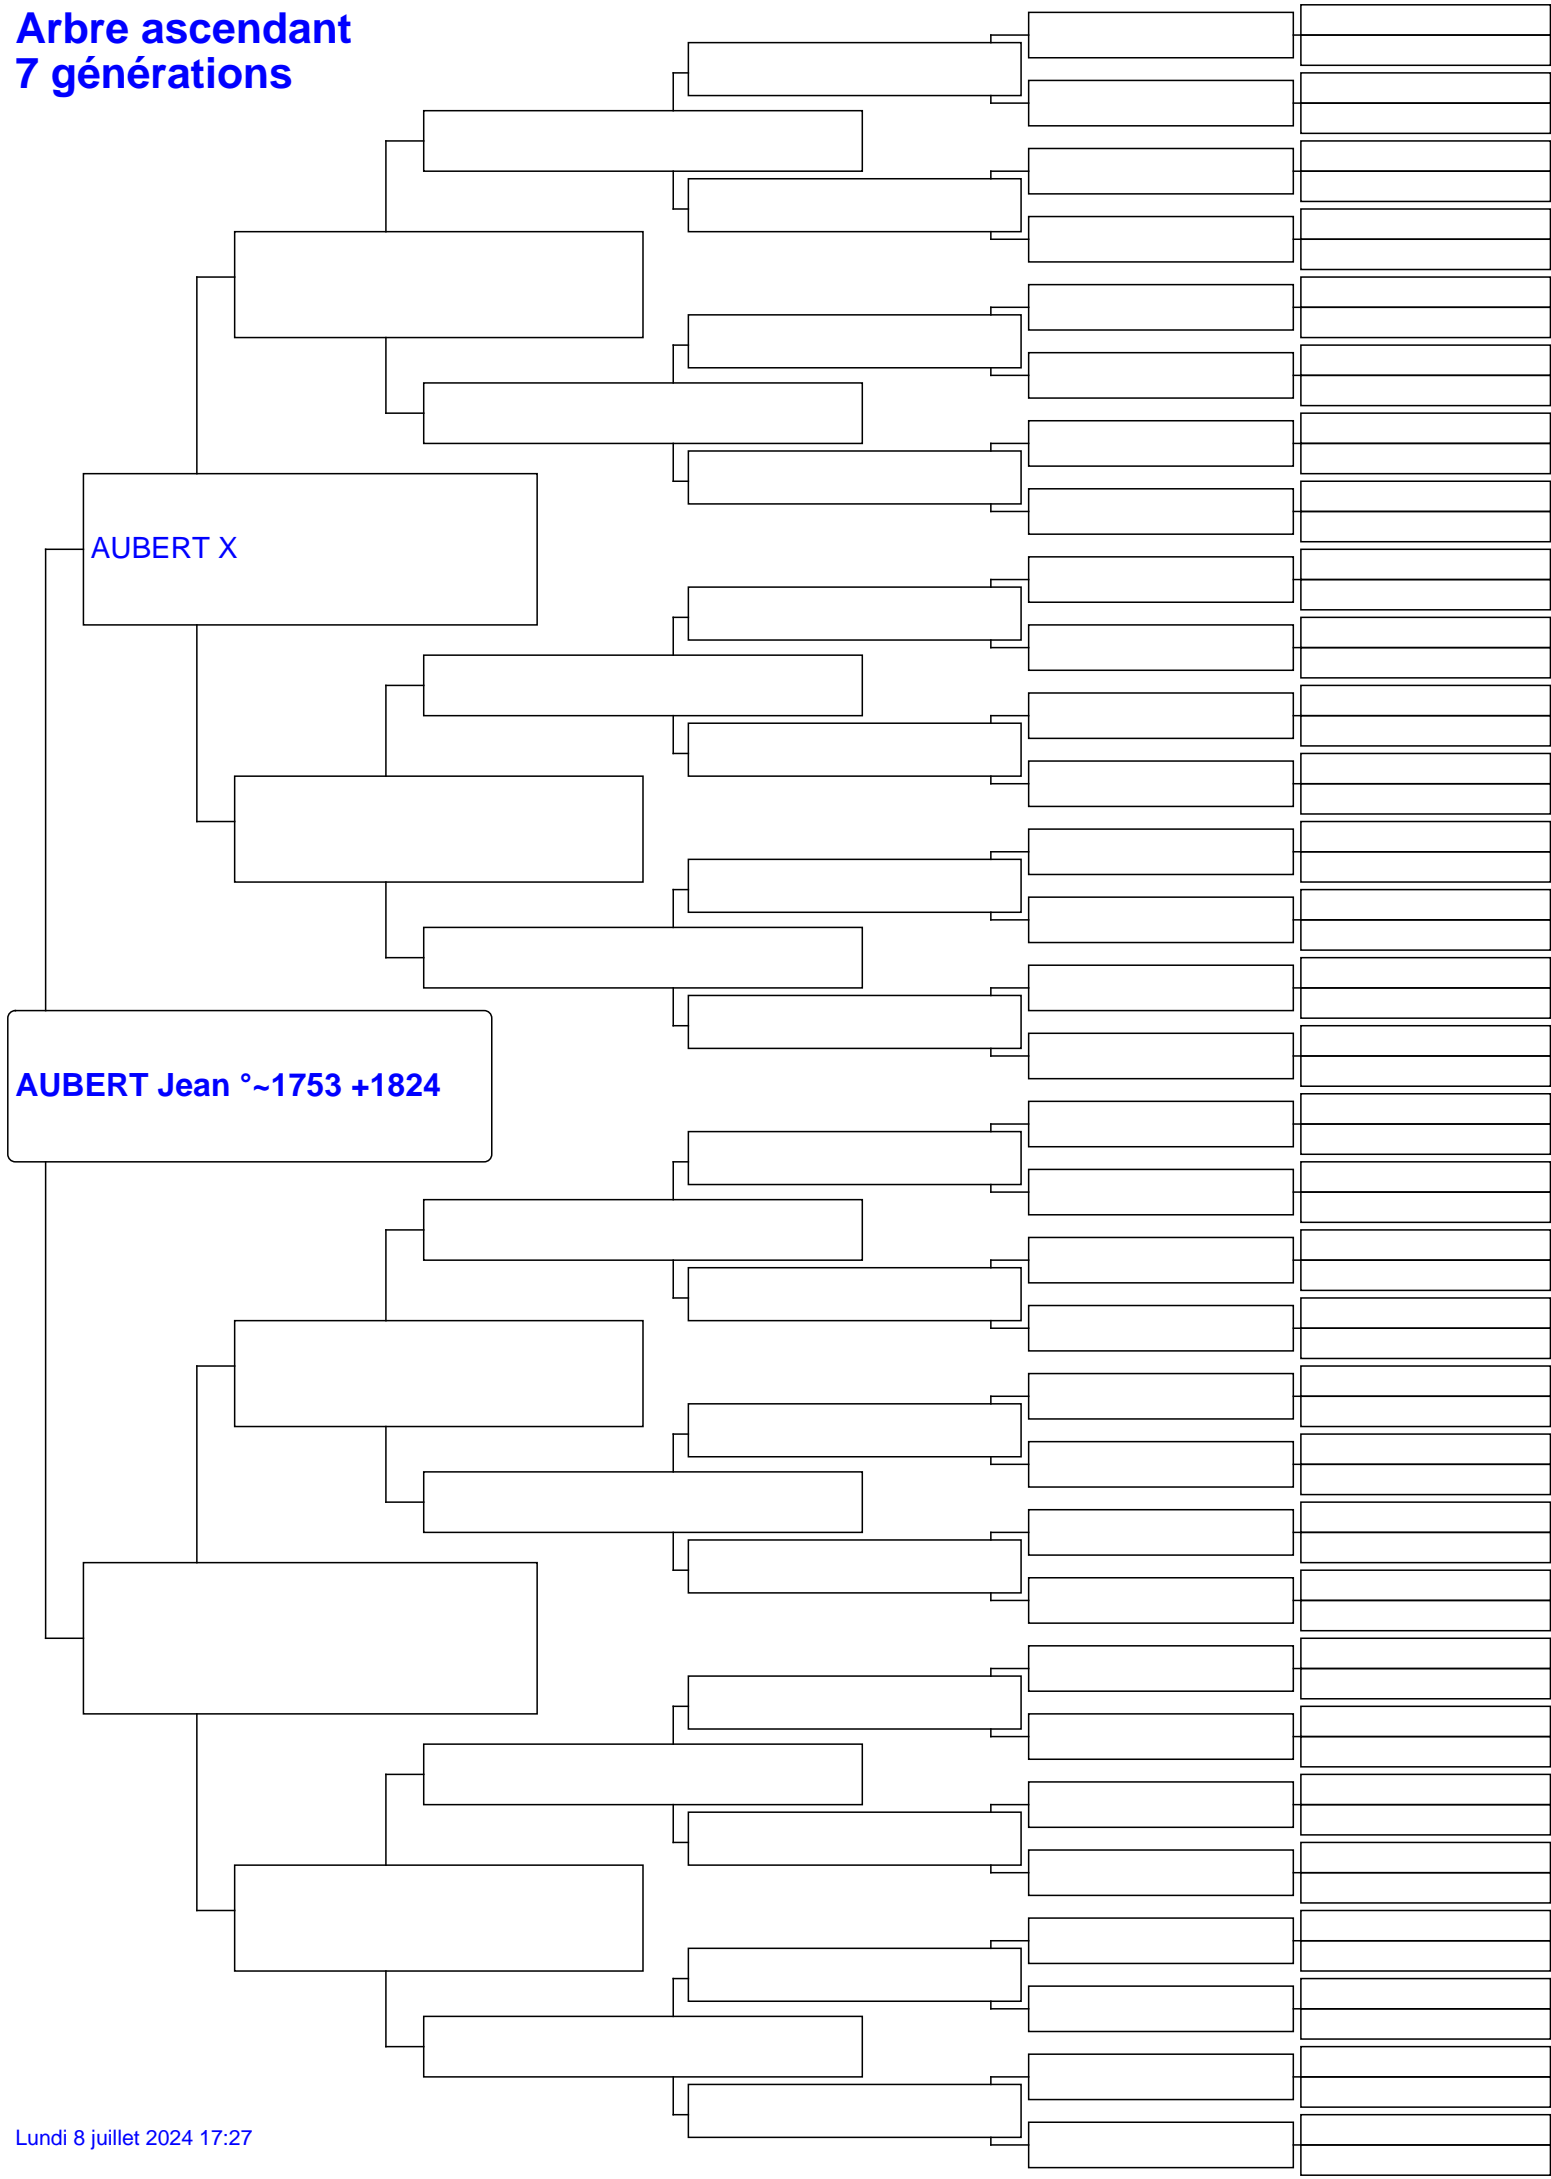 Arbre ascendant
7 générations
AUBERT X
AUBERT Jean °~1753 +1824
Lundi 8 juillet 2024 17:27